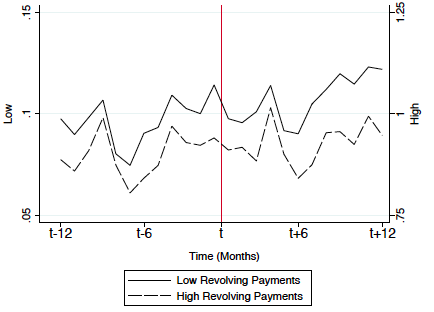 .15
1.25
Low
.1
1
High
.05
.75
t-12
t-6
t
t+6
t+12
Time (Months)
Low Revolving Payments
High Revolving Payments